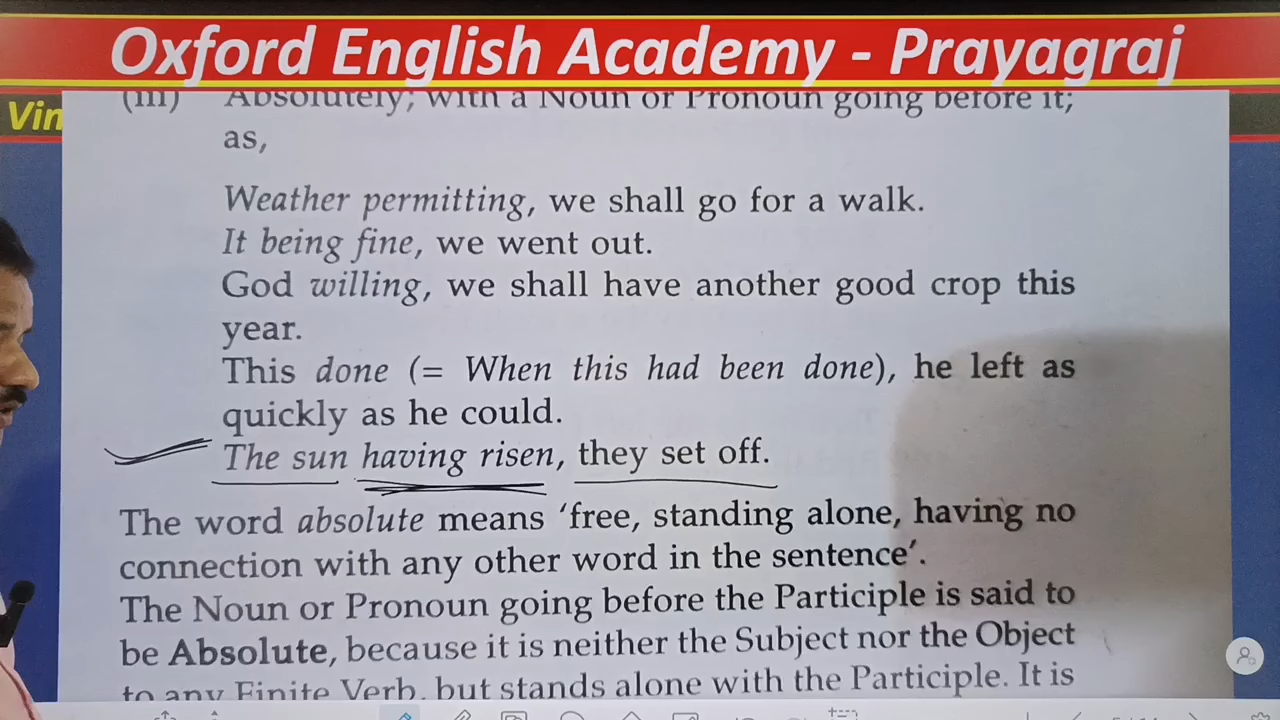 Oxford English Academy - Prayagraj
Vin
(iii) Absolutely; with a Noun or Pronoun going before it;
as,
Weather permitting, we shall go for a walk.
It being fine, we went out.
God willing, we shall have another good crop this
year.
This done (= When this had been done), he left as
quickly as he could.
The sun having risen, they set off.
The word absolute means ‘free, standing alone, having no
connection with any other word in the sentence’.
The Noun or Pronoun going before the Participle is said to
be Absolute, because it is neither the Subject nor the Object
to any Finite Verb, but stands alone with the Participle. It is